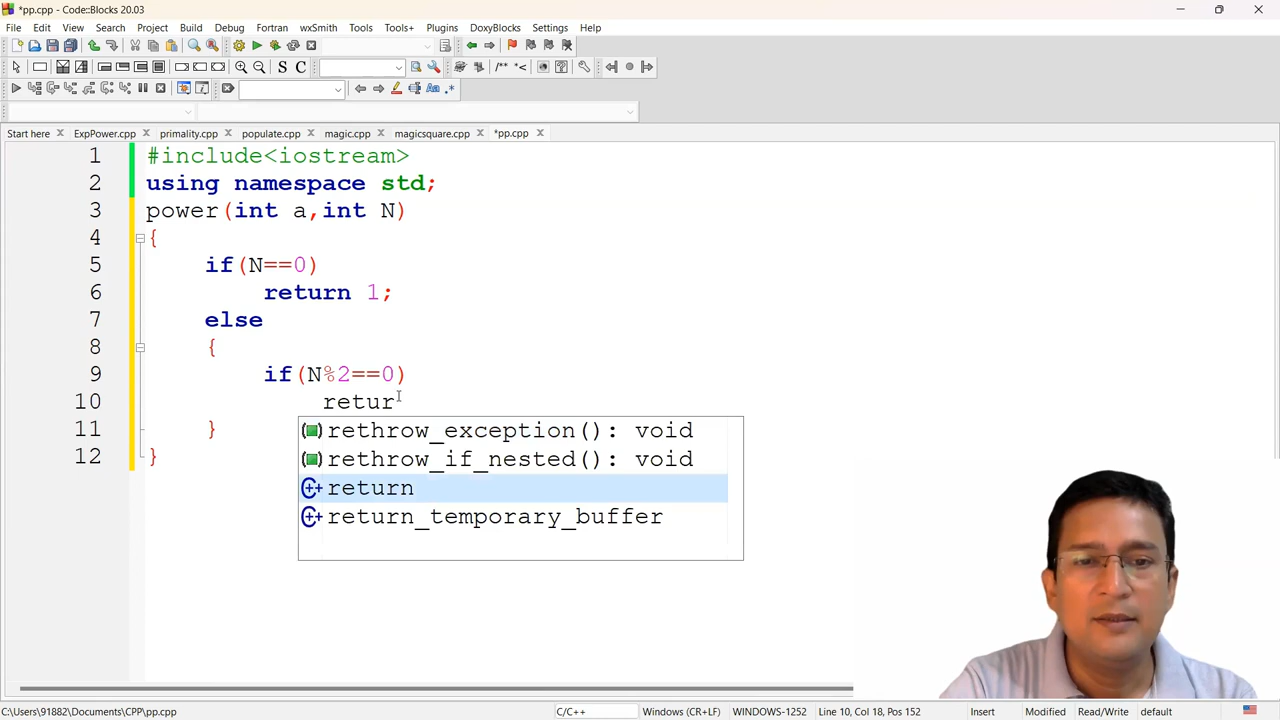 *pp.cpp - Code::Blocks 20.03
File Edit View Search Project Build Debug Fortran wxSmith Tools Tools+ Plugins DoxyBlocks Settings Help
S C
/** *<
Aa .*
Start here ExpPower.cpp primality.cpp populate.cpp magic.cpp magicsquare.cpp *pp.cpp
1 #include<iostream>
2 using namespace std;
3 power(int a,int N)
4 {
5 if(N==0)
6 return 1;
7 else
8 {
9 if(N%2==0)
10 retur
11 }
12 }
rethrow_exception(): void
rethrow_if_nested(): void
return
return_temporary_buffer
C:\Users\91882\Documents\CPP\pp.cpp C/C++ Windows (CR+LF) WINDOWS-1252 Line 10, Col 18, Pos 152 Insert Modified Read/Write default